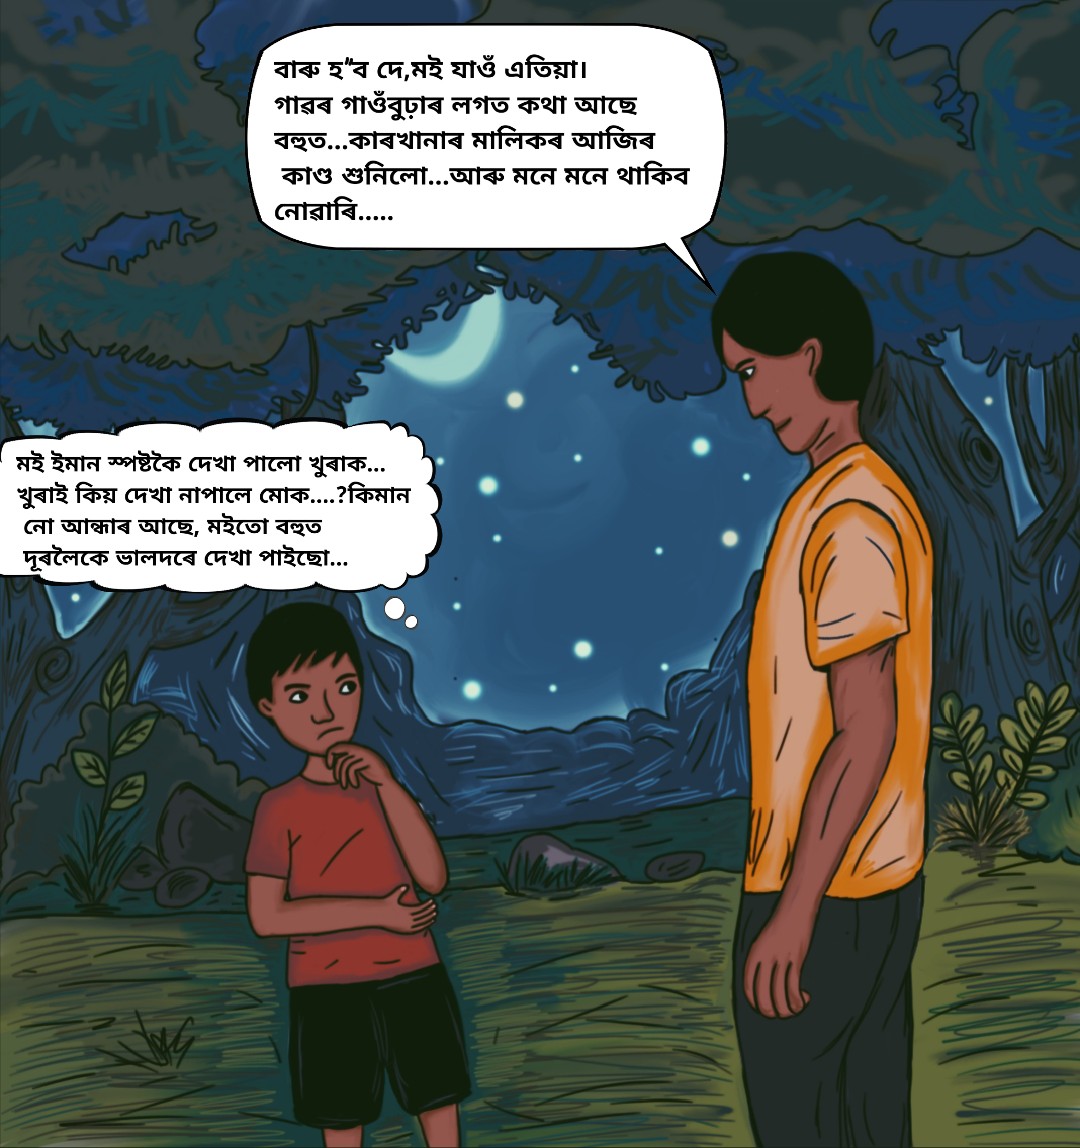 বাৰু হ"ব দে,মই যাওঁ এতিয়া।
গাৱৰ গাওঁবুঢ়াৰ লগত কথা আছে
বহুত...কাৰখানাৰ মালিকৰ আজিৰ
কাণ্ড শুনিলো...আৰু মনে মনে থাকিব
নোৱাৰি.....
মই ইমান স্পষ্টকৈ দেখা পালো খুৰাক...
খুৰাই কিয় দেখা নাপালে মোক....?কিমান
নো আন্ধাৰ আছে, মইতো বহুত
দূৰলৈকে ভালদৰে দেখা পাইছো...